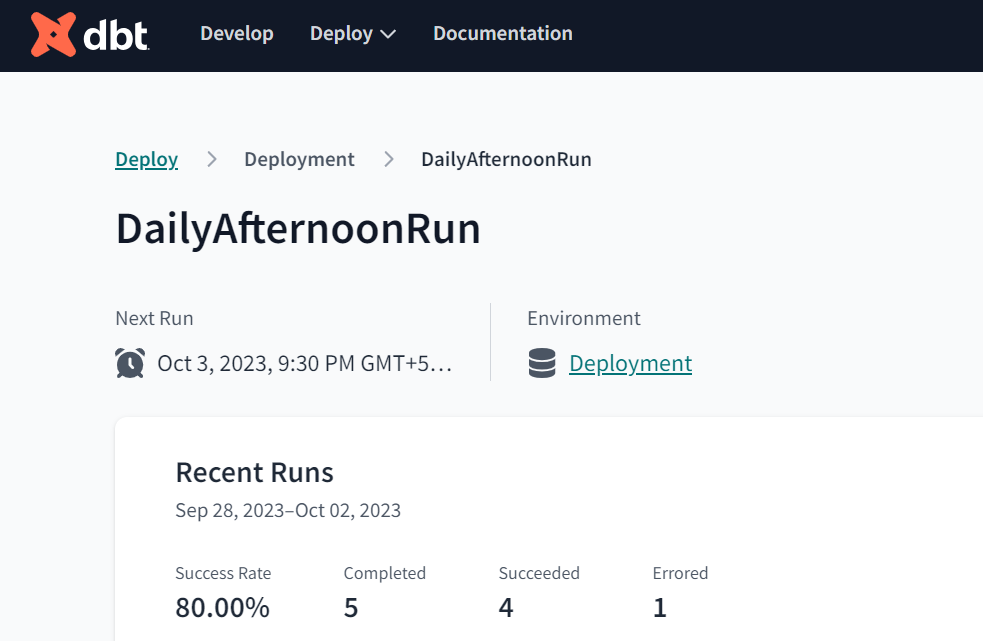 dbt Develop Deploy Documentation
Deploy > Deployment > DailyAfternoonRun
DailyAfternoonRun
Next Run Environment
Oct 3, 2023, 9:30 PM GMT+5… Deployment
Recent Runs
Sep 28, 2023–Oct 02, 2023
Success Rate Completed Succeeded Errored
80.00% 5 4 1